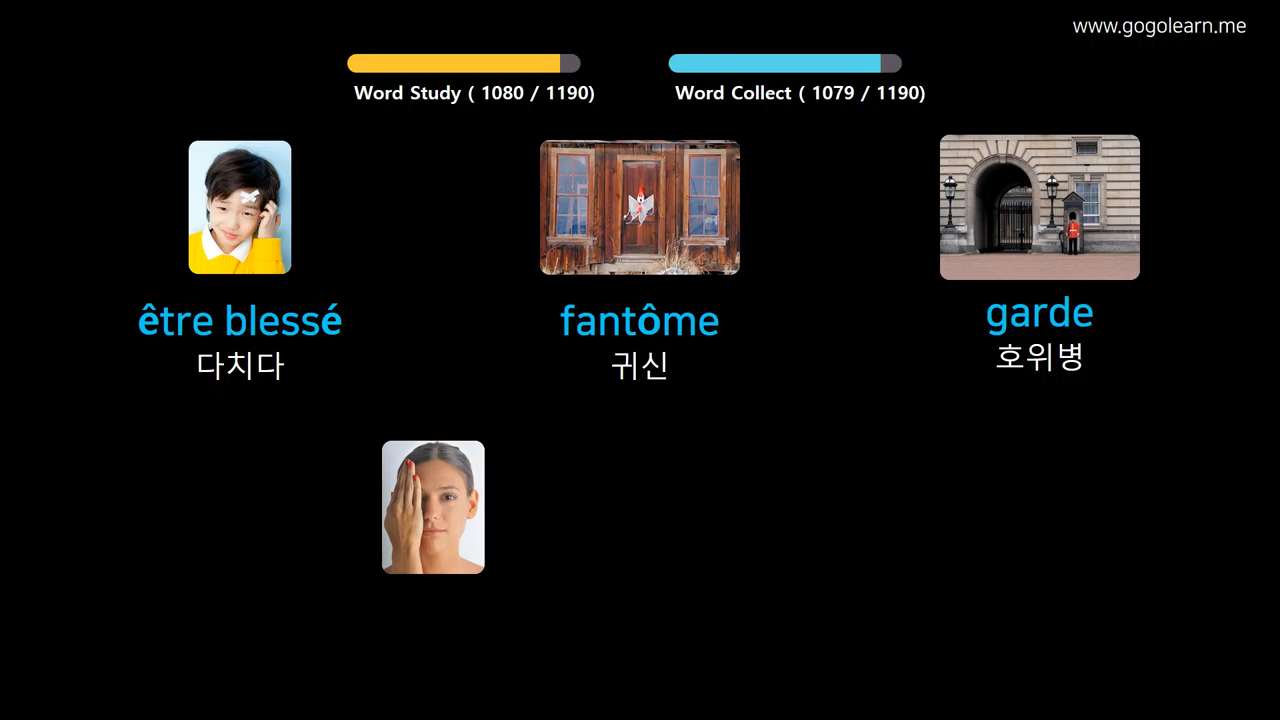 www.gogolearn.me
Word Study ( 1080 / 1190)
Word Collect ( 1079 / 1190)
être blessé
다치다
fantôme
귀신
garde
호위병